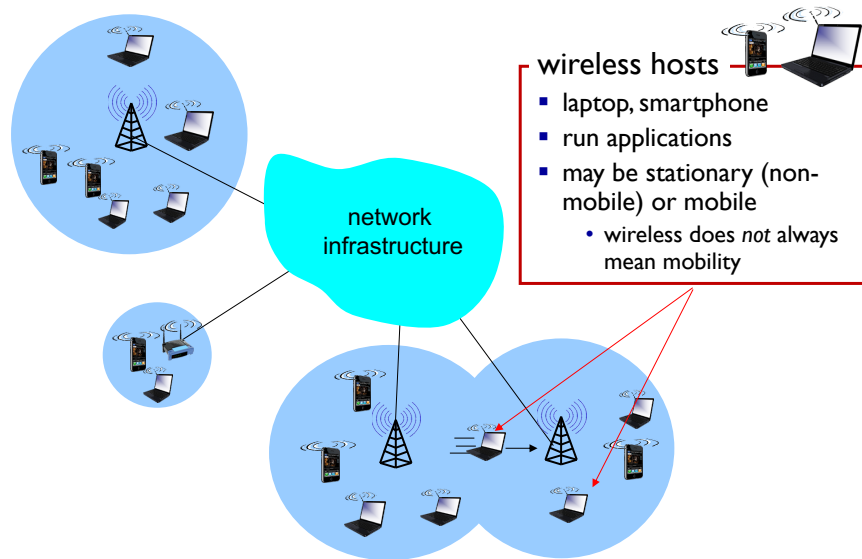 wireless hosts
▪ laptop, smartphone
▪ run applications
▪ may be stationary (non-
mobile) or mobile
• wireless does not always
mean mobility
network
infrastructure